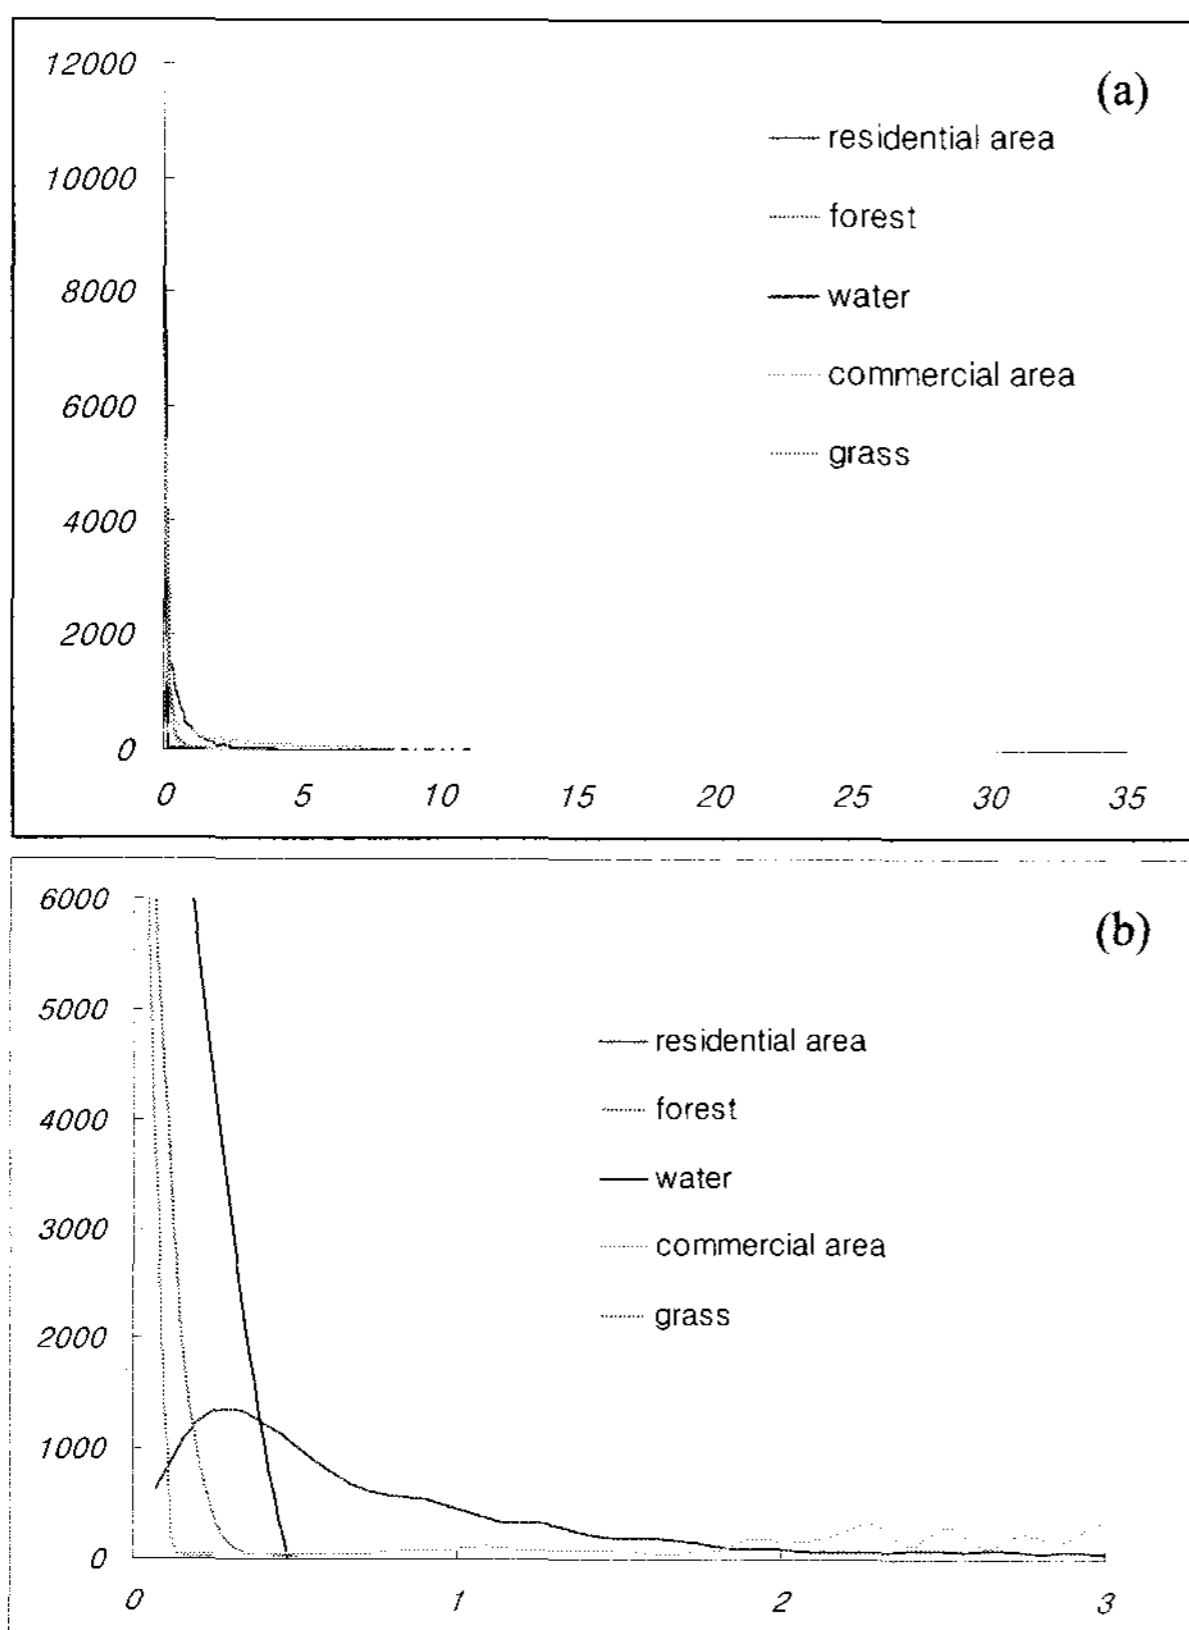 (a)
12000
10000
8000
6000
4000
2000
0
residential area
forest
water
commercial area
grass
0 5 10 15 20 25 30 35
(b)
6000
5000
4000
3000
2000
1000
0
residential area
forest
water
commercial area
grass
0 1 2 3